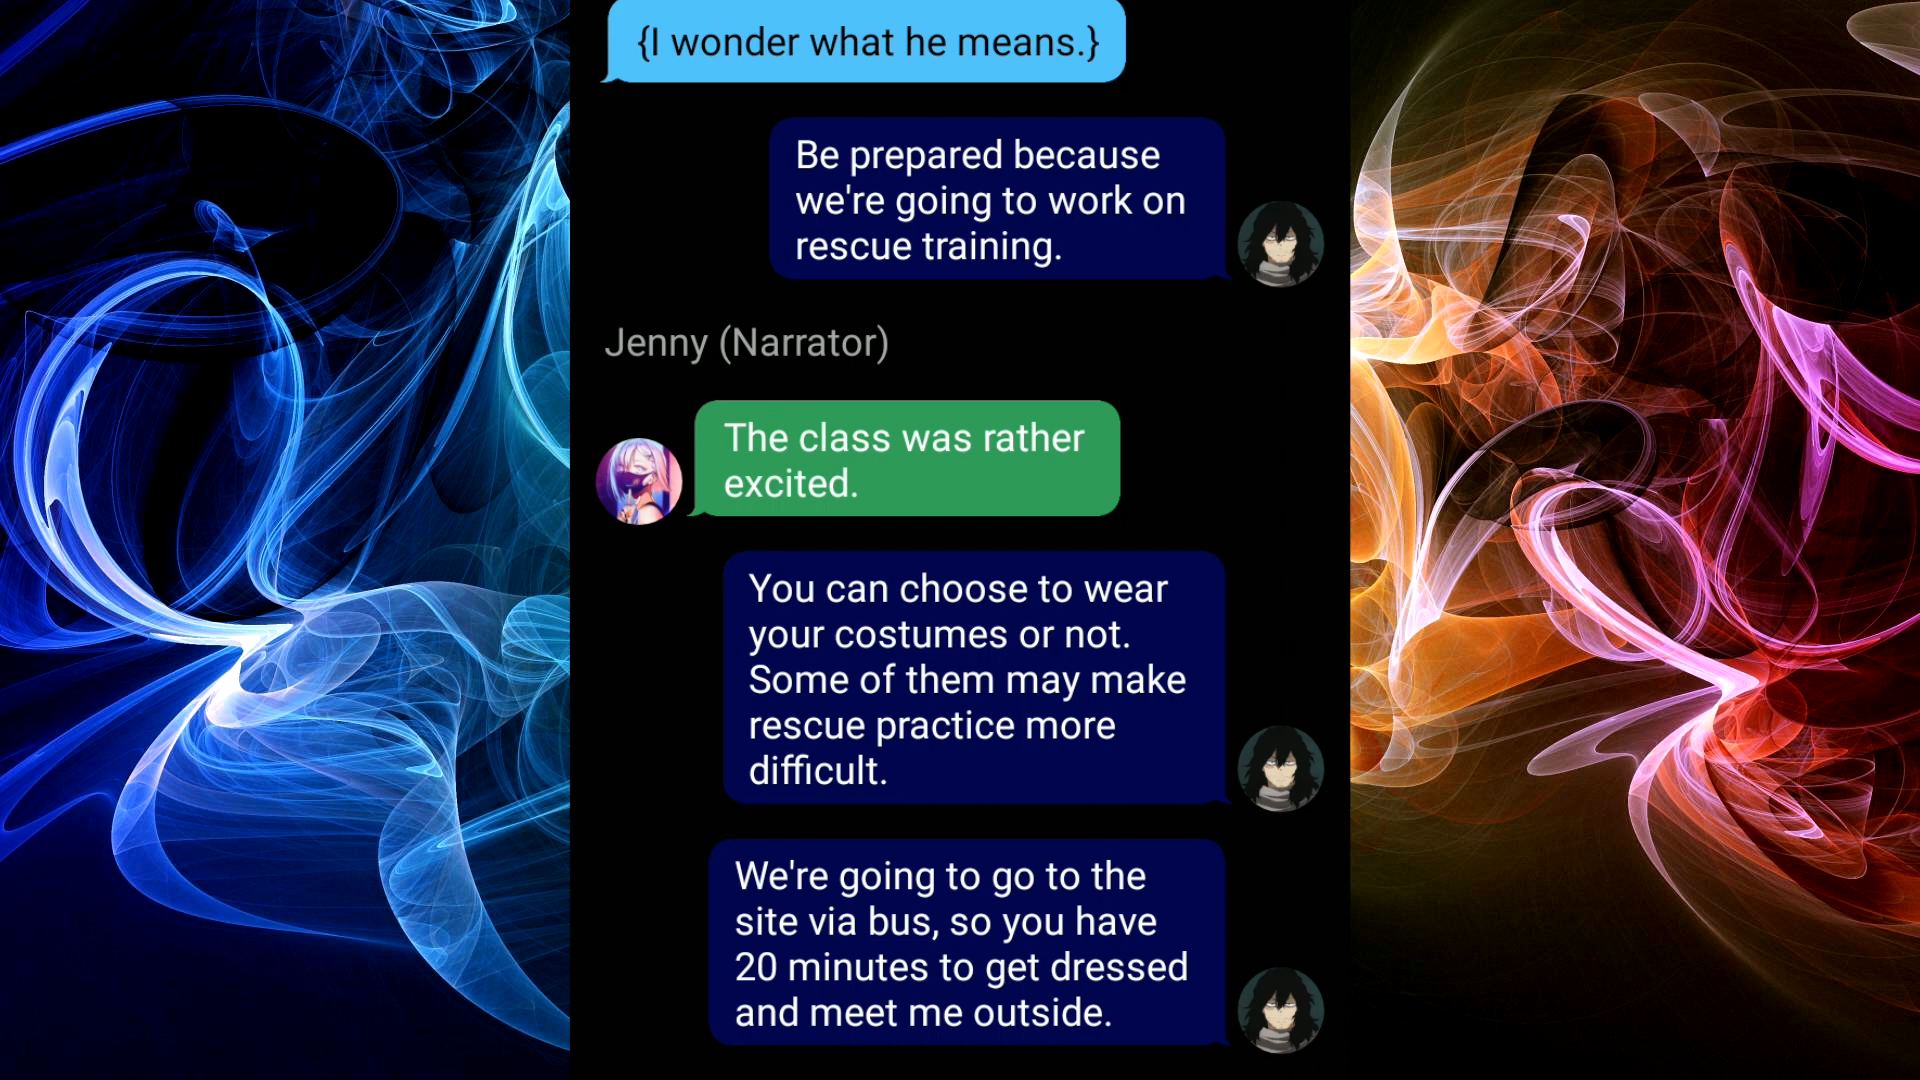 {I wonder what he means.}
Be prepared because
we're going to work on
rescue training.
Jenny (Narrator)
The class was rather
excited.
You can choose to wear
your costumes or not.
Some of them may make
rescue practice more
difficult.
We're going to go to the
site via bus, so you have
20 minutes to get dressed
and meet me outside.